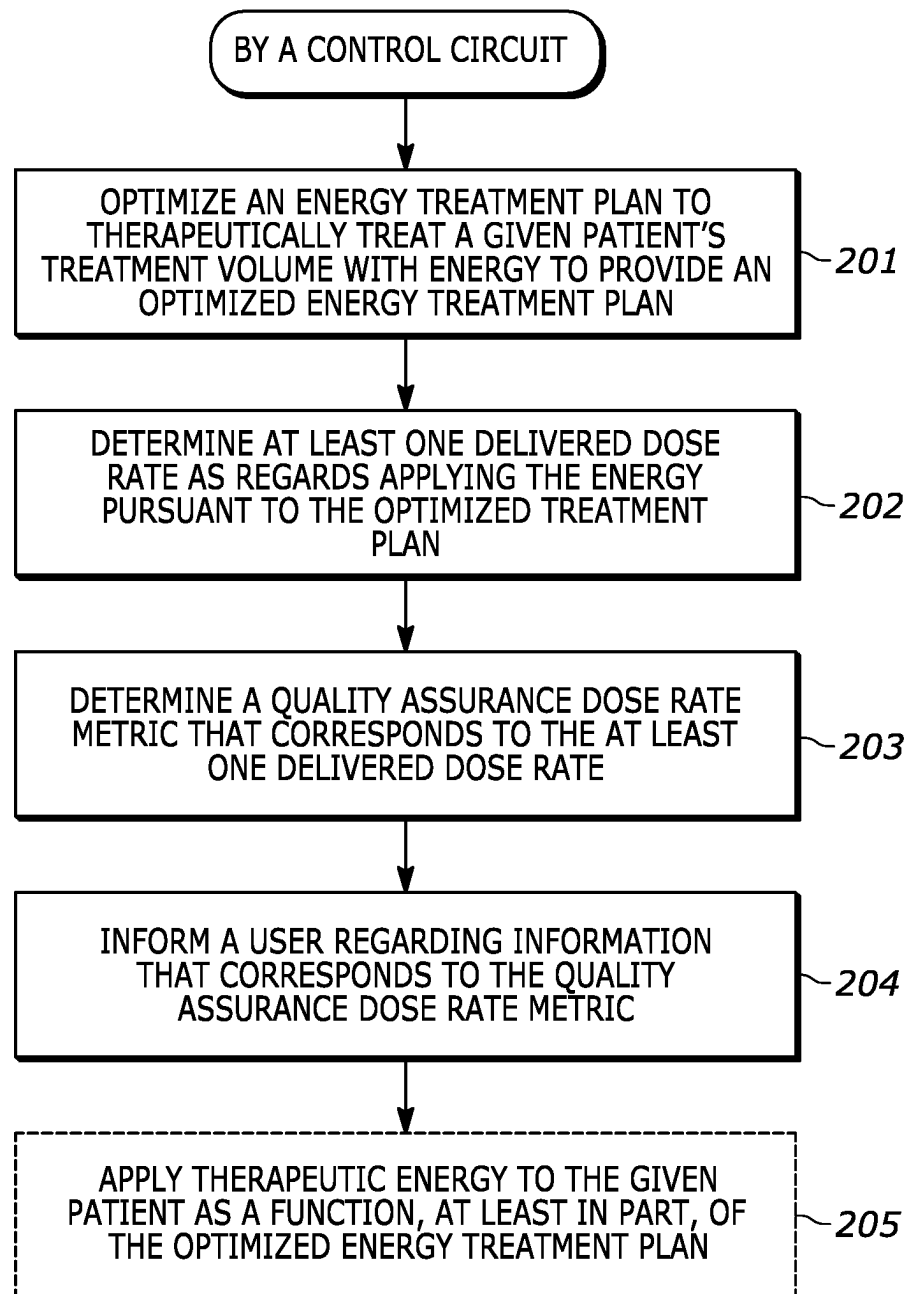 BY A CONTROL CIRCUIT
OPTIMIZE AN ENERGY TREATMENT PLAN TO
THERAPEUTICALLY TREAT A GIVEN PATIENT'S
TREATMENT VOLUME WITH ENERGY TO PROVIDE AN
OPTIMIZED ENERGY TREATMENT PLAN
201
DETERMINE AT LEAST ONE DELIVERED DOSE
RATE AS REGARDS APPLYING THE ENERGY
PURSUANT TO THE OPTIMIZED TREATMENT
PLAN
202
DETERMINE A QUALITY ASSURANCE DOSE RATE
METRIC THAT CORRESPONDS TO THE AT LEAST
ONE DELIVERED DOSE RATE
203
INFORM A USER REGARDING INFORMATION
THAT CORRESPONDS TO THE QUALITY
ASSURANCE DOSE RATE METRIC
204
APPLY THERAPEUTIC ENERGY TO THE GIVEN
PATIENT AS A FUNCTION, AT LEAST IN PART, OF
THE OPTIMIZED ENERGY TREATMENT PLAN
205